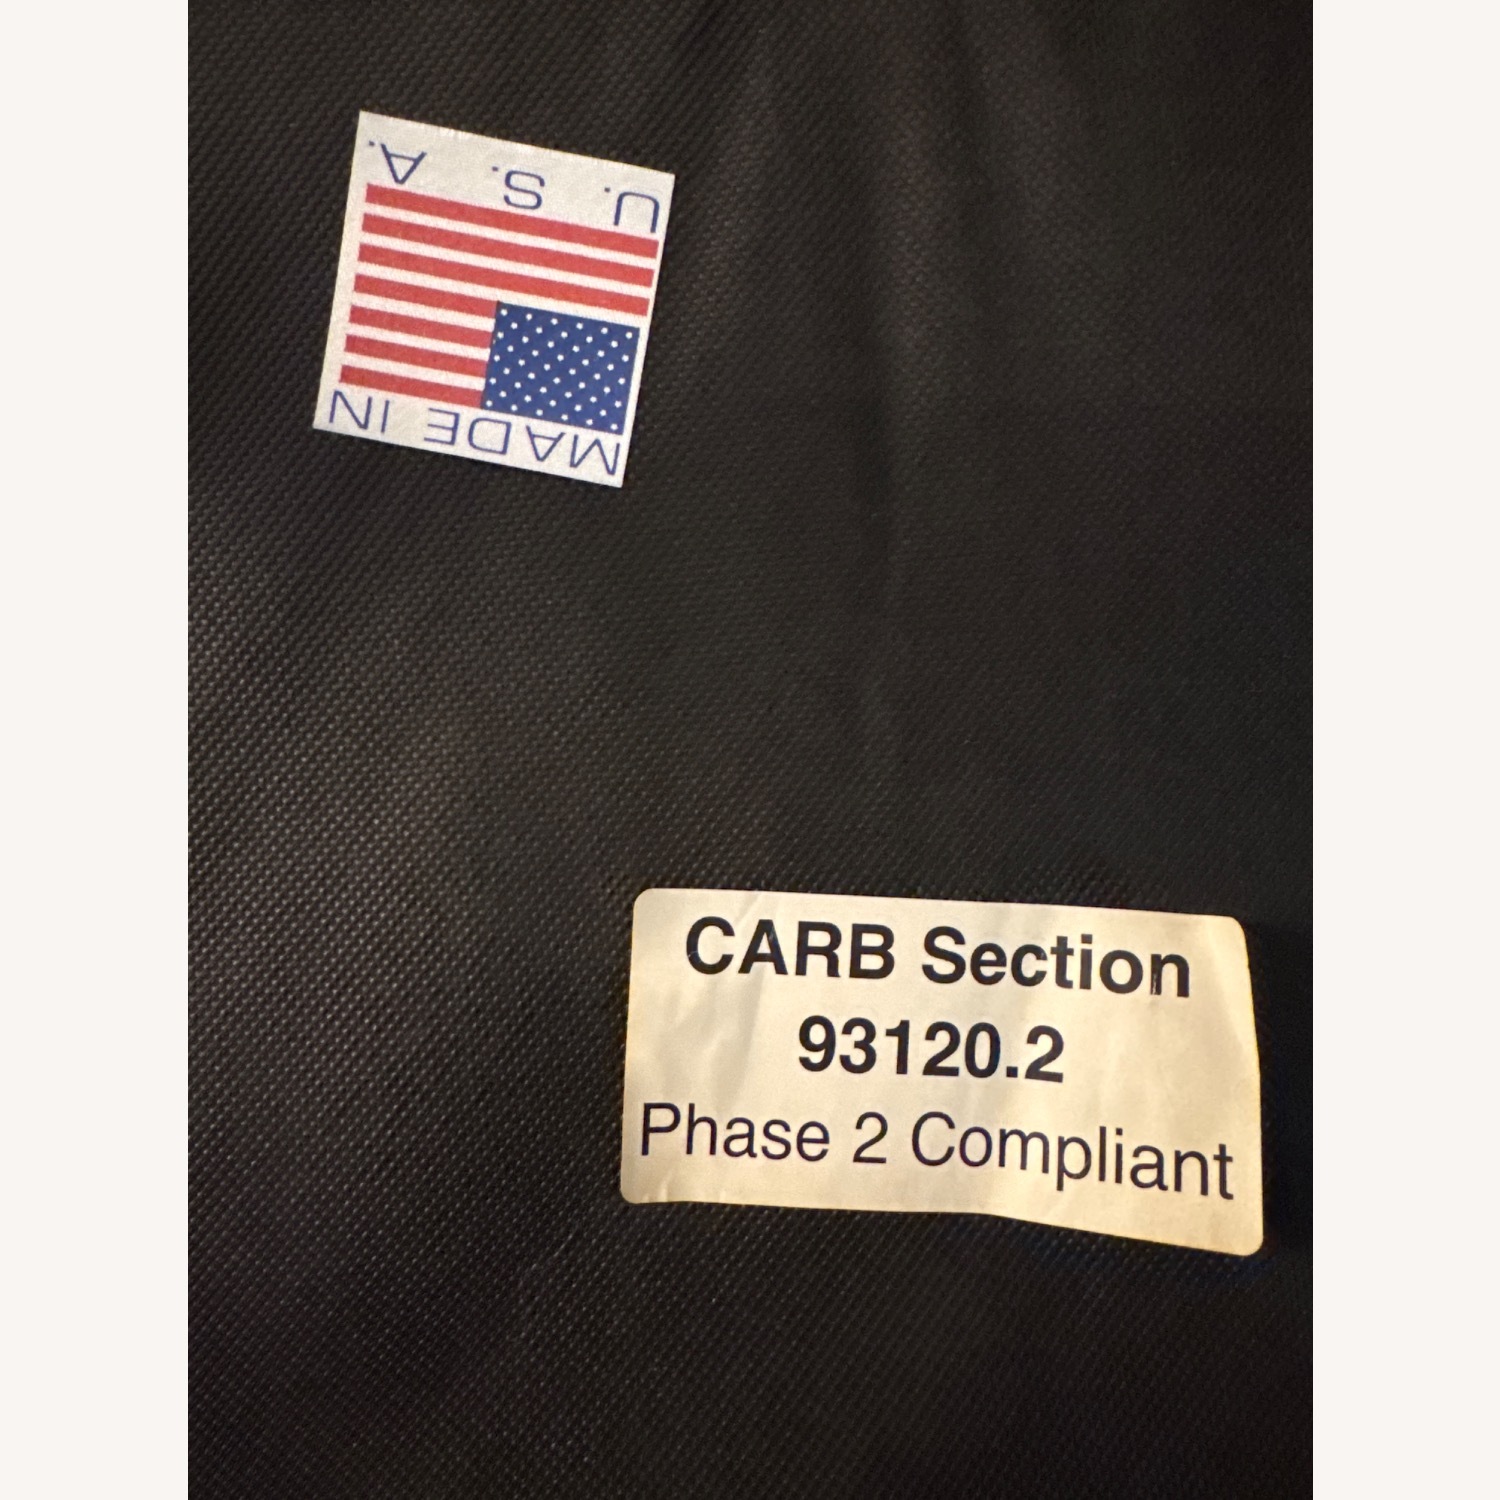 MADE IN
U. S. A.
CARB Section
93120.2
Phase 2 Compliant